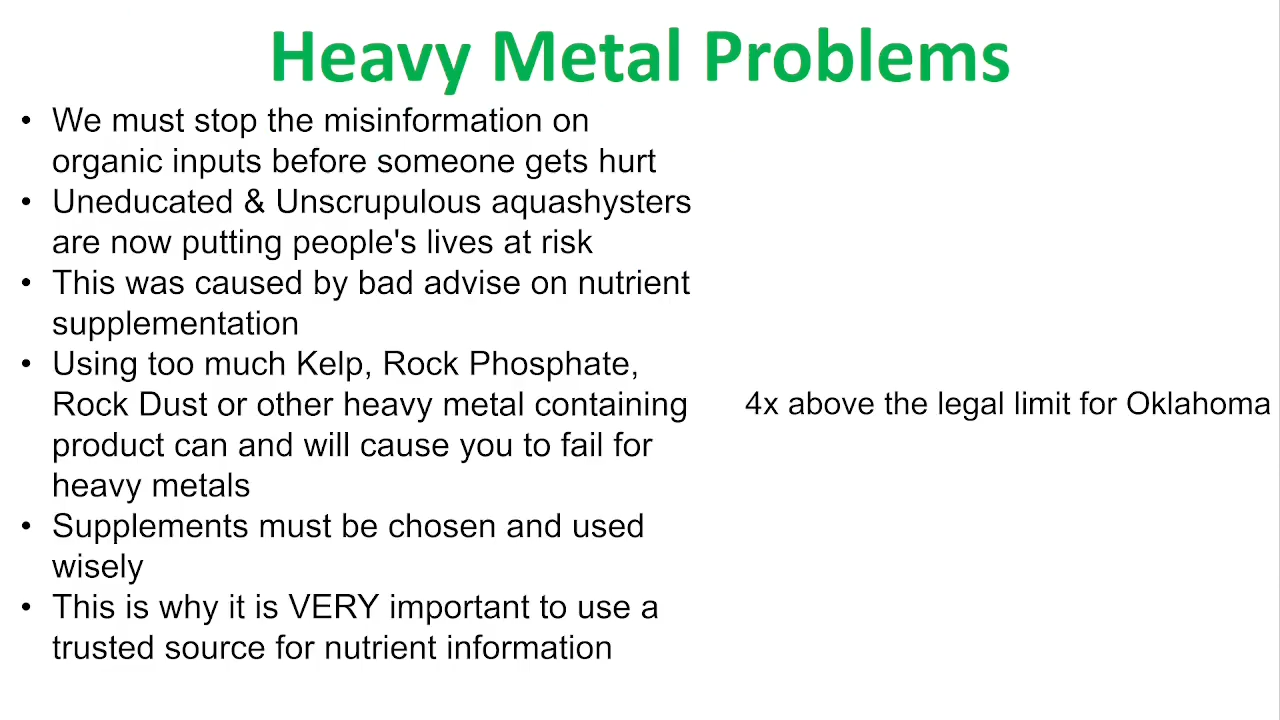 Heavy Metal Problems
• We must stop the misinformation on
organic inputs before someone gets hurt
• Uneducated & Unscrupulous aquashysters
are now putting people's lives at risk
• This was caused by bad advise on nutrient
supplementation
• Using too much Kelp, Rock Phosphate,
Rock Dust or other heavy metal containing
product can and will cause you to fail for
heavy metals
• Supplements must be chosen and used
wisely
• This is why it is VERY important to use a
trusted source for nutrient information
4x above the legal limit for Oklahoma